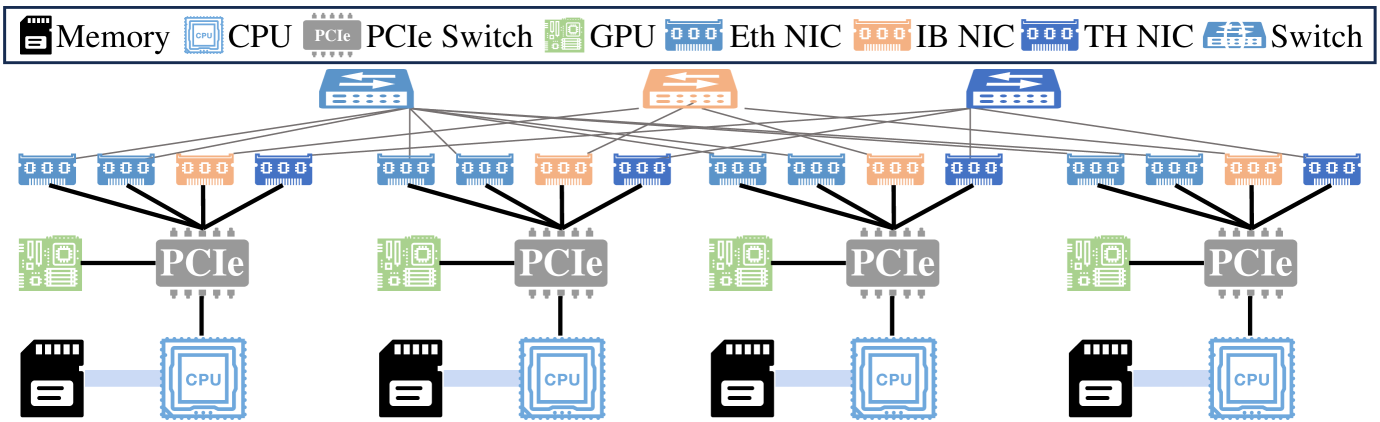 Memory CPU CPU PCIe PCIe Switch GPU Eth NIC IB NIC TH NIC Switch
PCIe PCIe PCIe PCIe
CPU CPU CPU CPU